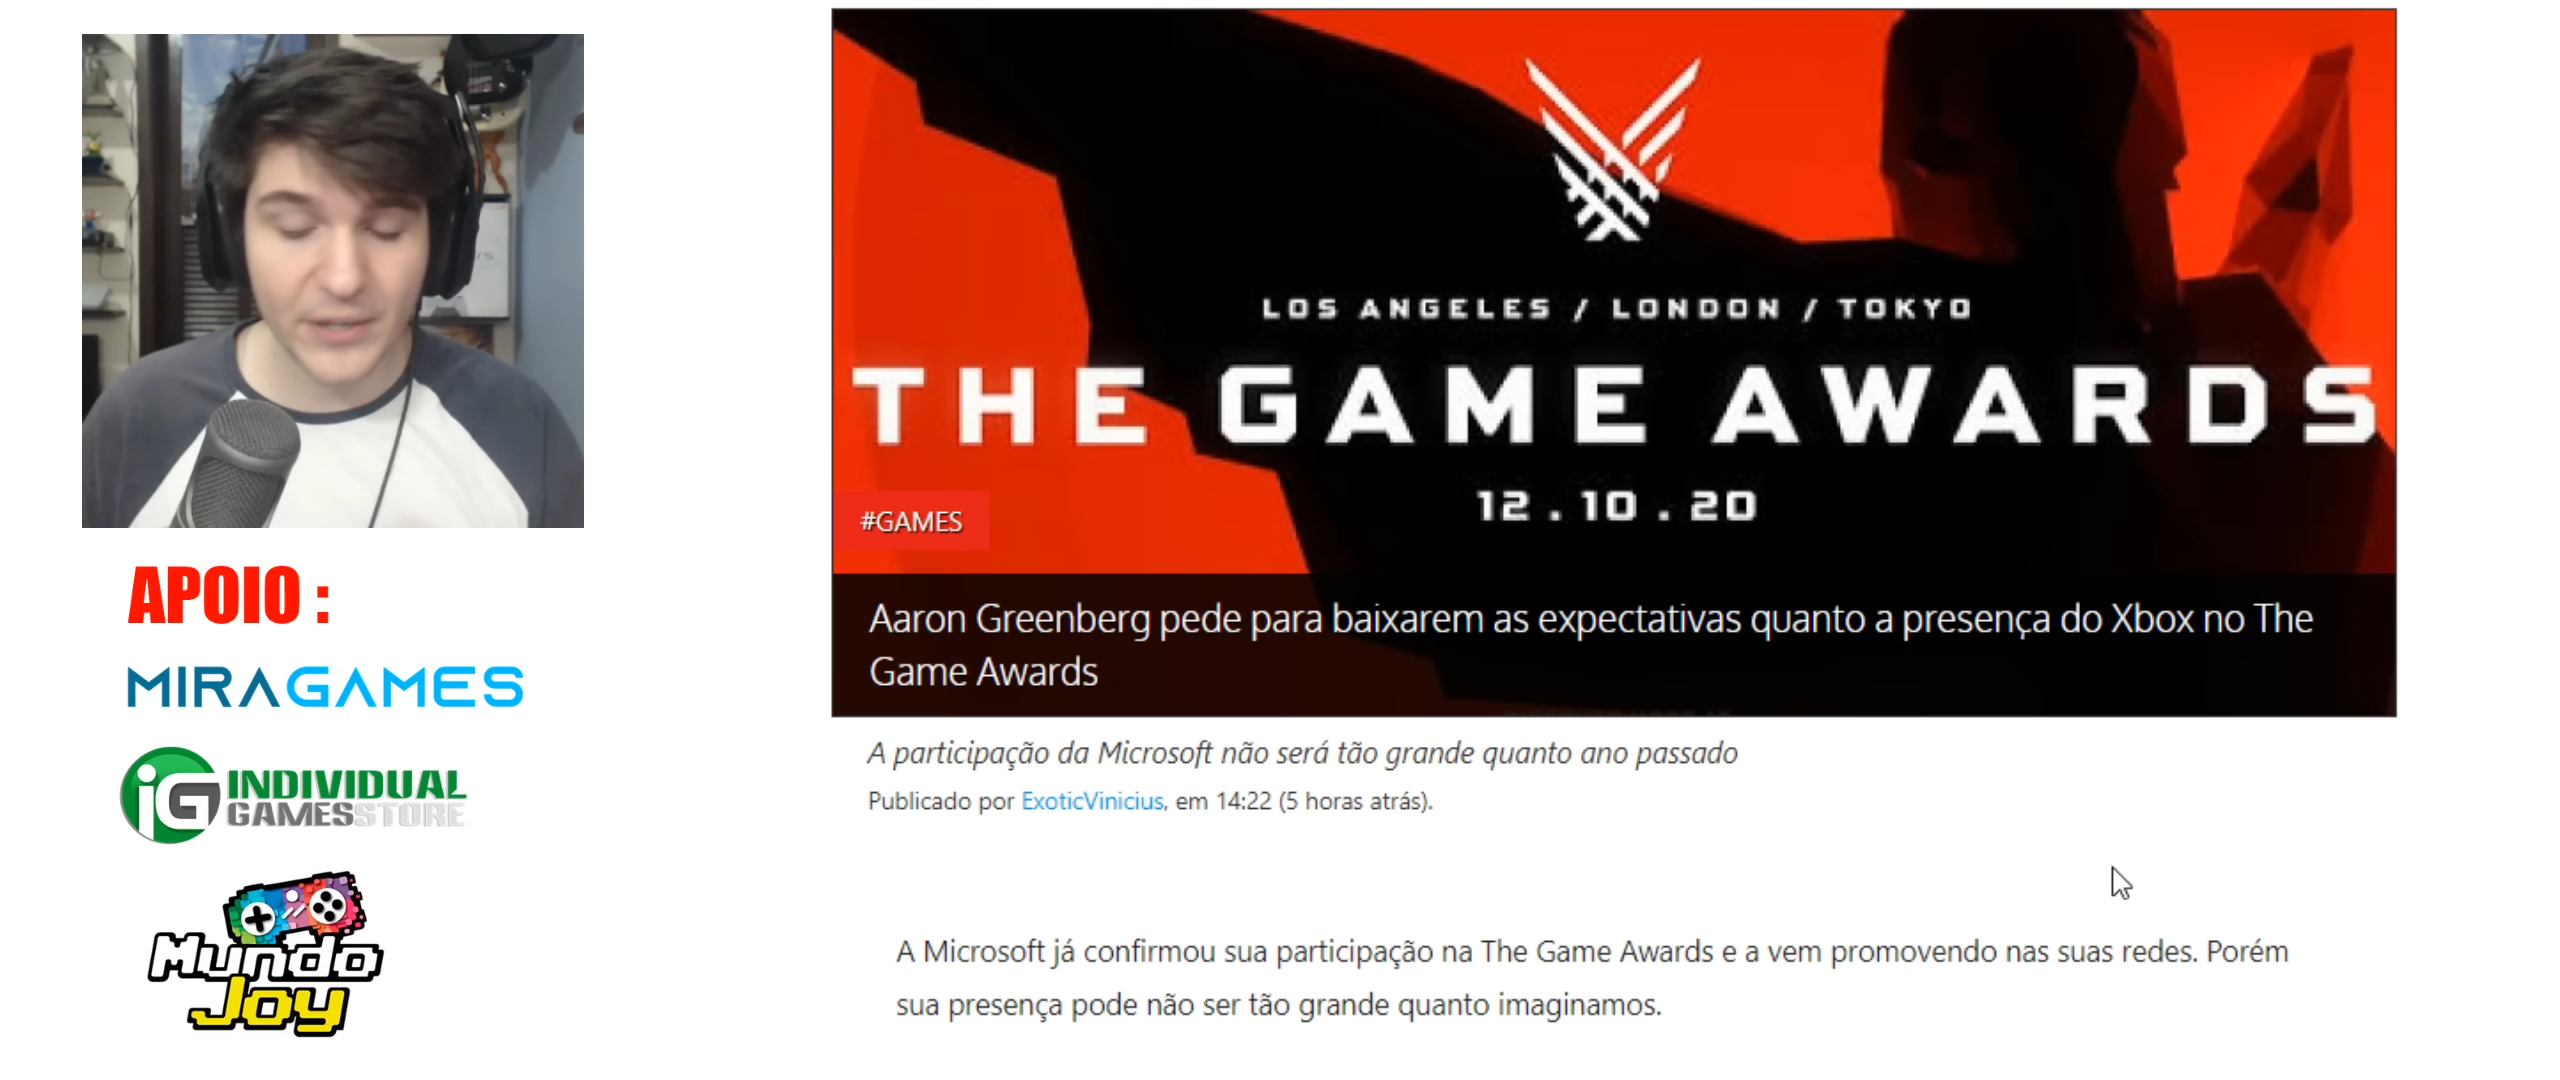 APOIO :
MIRAGAMES
iG INDIVIDUAL
GAMESSTORE
Mundo
Joy
LOS ANGELES / LONDON / TOKYO
THE GAME AWARDS
12.10.20
#GAMES
Aaron Greenberg pede para baixarem as expectativas quanto a presença do Xbox no The
Game Awards
A participação da Microsoft não será tão grande quanto ano passado
Publicado por ExoticVinicius, em 14:22 (5 horas atrás).
A Microsoft já confirmou sua participação na The Game Awards e a vem promovendo nas suas redes. Porém
sua presença pode não ser tão grande quanto imaginamos.